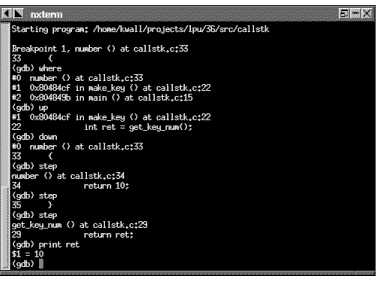 nxterm
Starting program: /home/kwall/projects/lpu/36/src/callstk
Breakpoint 1, number () at callstk.c:33
33 {
(gdb) where
#0 number () at callstk.c:33
#1 0x80484cf in make_key () at callstk.c:22
#2 0x804849b in main () at callstk.c:15
(gdb) up
#1 0x80484cf in make_key () at callstk.c:22
22 int ret = get_key_num();
(gdb) down
#0 number () at callstk.c:33
33 {
(gdb) step
number () at callstk.c:34
34 return 10;
(gdb) step
35 }
(gdb) step
get_key_num () at callstk.c:29
29 return ret;
(gdb) print ret
$1 = 10
(gdb)